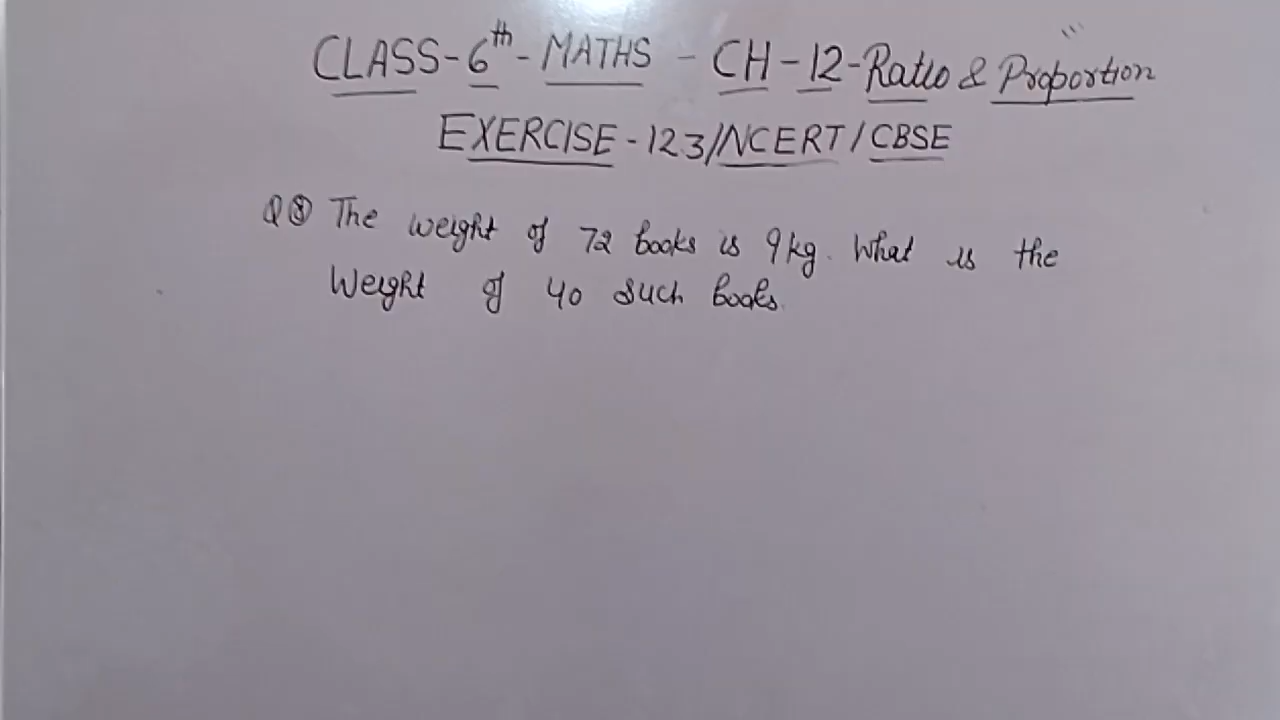 CLASS-6th-MATHS - CH-12-Ratio & Proportion
EXERCISE-12.3/NCERT/CBSE
Q8 The weight of 72 books is 9kg. What is the
Weight of 40 such books.